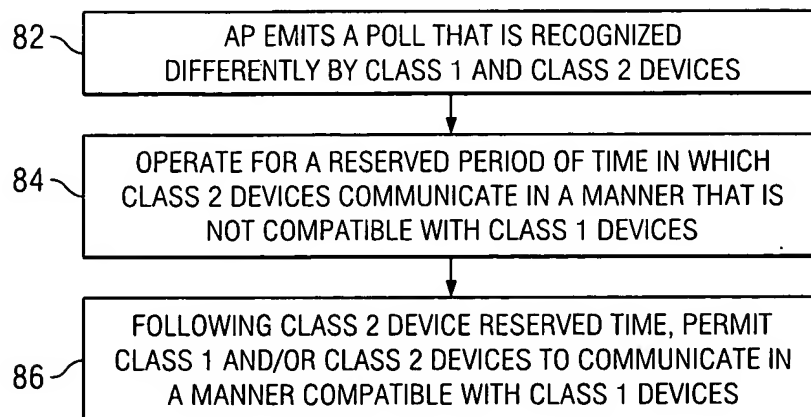 82
AP EMITS A POLL THAT IS RECOGNIZED
DIFFERENTLY BY CLASS 1 AND CLASS 2 DEVICES
84
OPERATE FOR A RESERVED PERIOD OF TIME IN WHICH
CLASS 2 DEVICES COMMUNICATE IN A MANNER THAT IS
NOT COMPATIBLE WITH CLASS 1 DEVICES
86
FOLLOWING CLASS 2 DEVICE RESERVED TIME, PERMIT
CLASS 1 AND/OR CLASS 2 DEVICES TO COMMUNICATE IN
A MANNER COMPATIBLE WITH CLASS 1 DEVICES